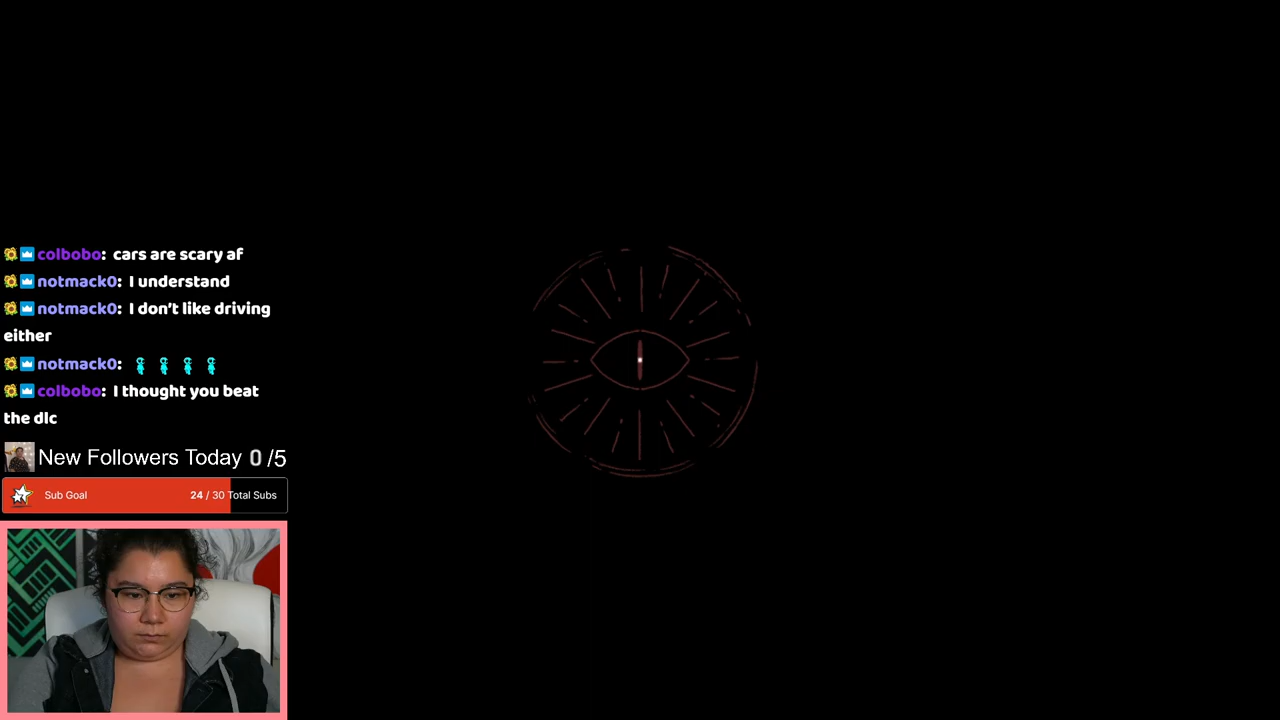 colbobo: cars are scary af
notmack0: I understand
notmack0: I don't like driving
either
notmack0:
colbobo: I thought you beat
the dlc
New Followers Today 0 /5
Sub Goal 24 / 30 Total Subs